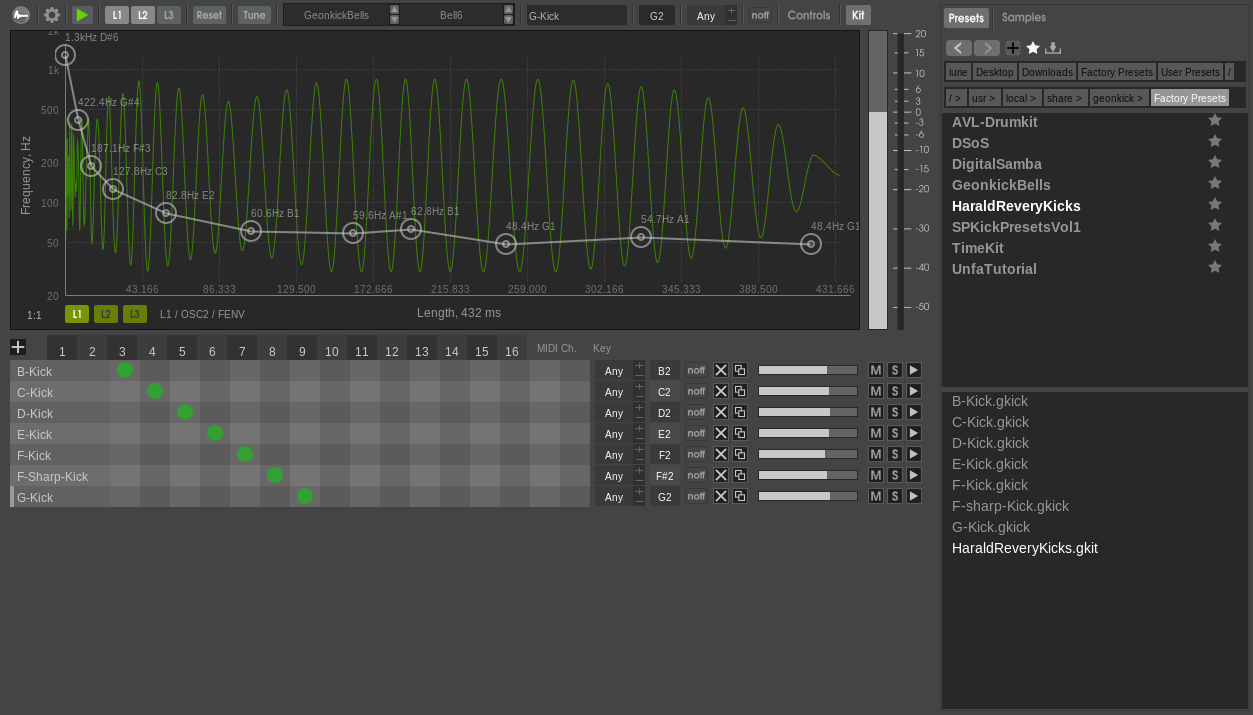 L1 L2 L3 Reset Tune GeonkickBells Bell6 G-Kick G2 Any + − noff Controls Kit
Presets Samples
iurie Desktop Downloads Factory Presets User Presets /
/ > usr > local > share > geonkick > Factory Presets
AVL-Drumkit
DSoS
DigitalSamba
GeonkickBells
HaraldReveryKicks
SPKickPresetsVol1
TimeKit
UnfaTutorial
B-Kick.gkick
C-Kick.gkick
D-Kick.gkick
E-Kick.gkick
F-Kick.gkick
F-sharp-Kick.gkick
G-Kick.gkick
HaraldReveryKicks.gkit
Frequency, Hz
2k
1k
500
200
100
50
20
1.3kHz D#6
422.4Hz G#4
187.1Hz F#3
127.8Hz C3
82.8Hz E2
60.6Hz B1
59.6Hz A#1
62.8Hz B1
48.4Hz G1
54.7Hz A1
48.4Hz G1
43.166 86.333 129.500 172.666 215.833 259.000 302.166 345.333 388.500 431.666
1:1 L1 L2 L3 L1 / OSC2 / FENV Length, 432 ms
20
15
10
6
3
0
-3
-6
-10
-15
-20
-30
-40
-50
1 2 3 4 5 6 7 8 9 10 11 12 13 14 15 16 MIDI Ch. Key
B-Kick Any + − B2 noff M S
C-Kick Any + − C2 noff M S
D-Kick Any + − D2 noff M S
E-Kick Any + − E2 noff M S
F-Kick Any + − F2 noff M S
F-Sharp-Kick Any + − F#2 noff M S
G-Kick Any + − G2 noff M S